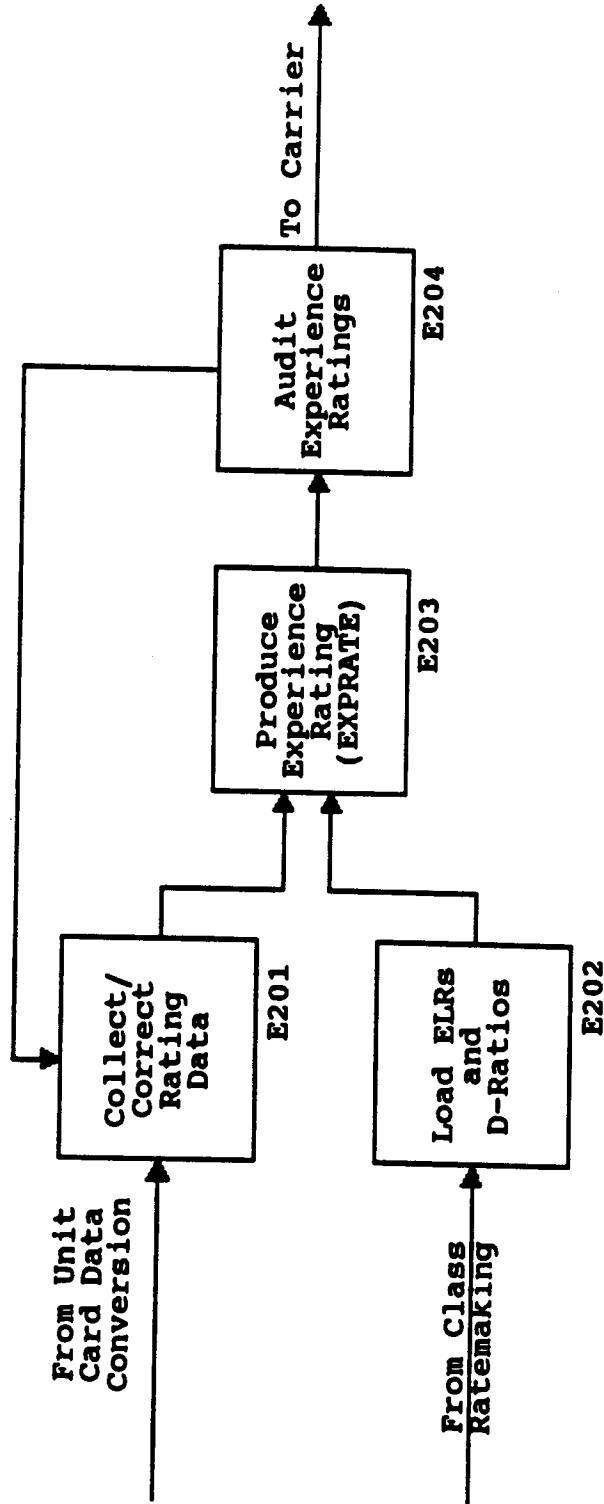 From Unit
Card Data
Conversion
Collect/
Correct
Rating
Data
E201
From Class
Ratemaking
Load ELRs
and
D-Ratios
E202
Produce
Experience
Rating
(EXPRATE)
E203
Audit
Experience
Ratings
E204
To Carrier